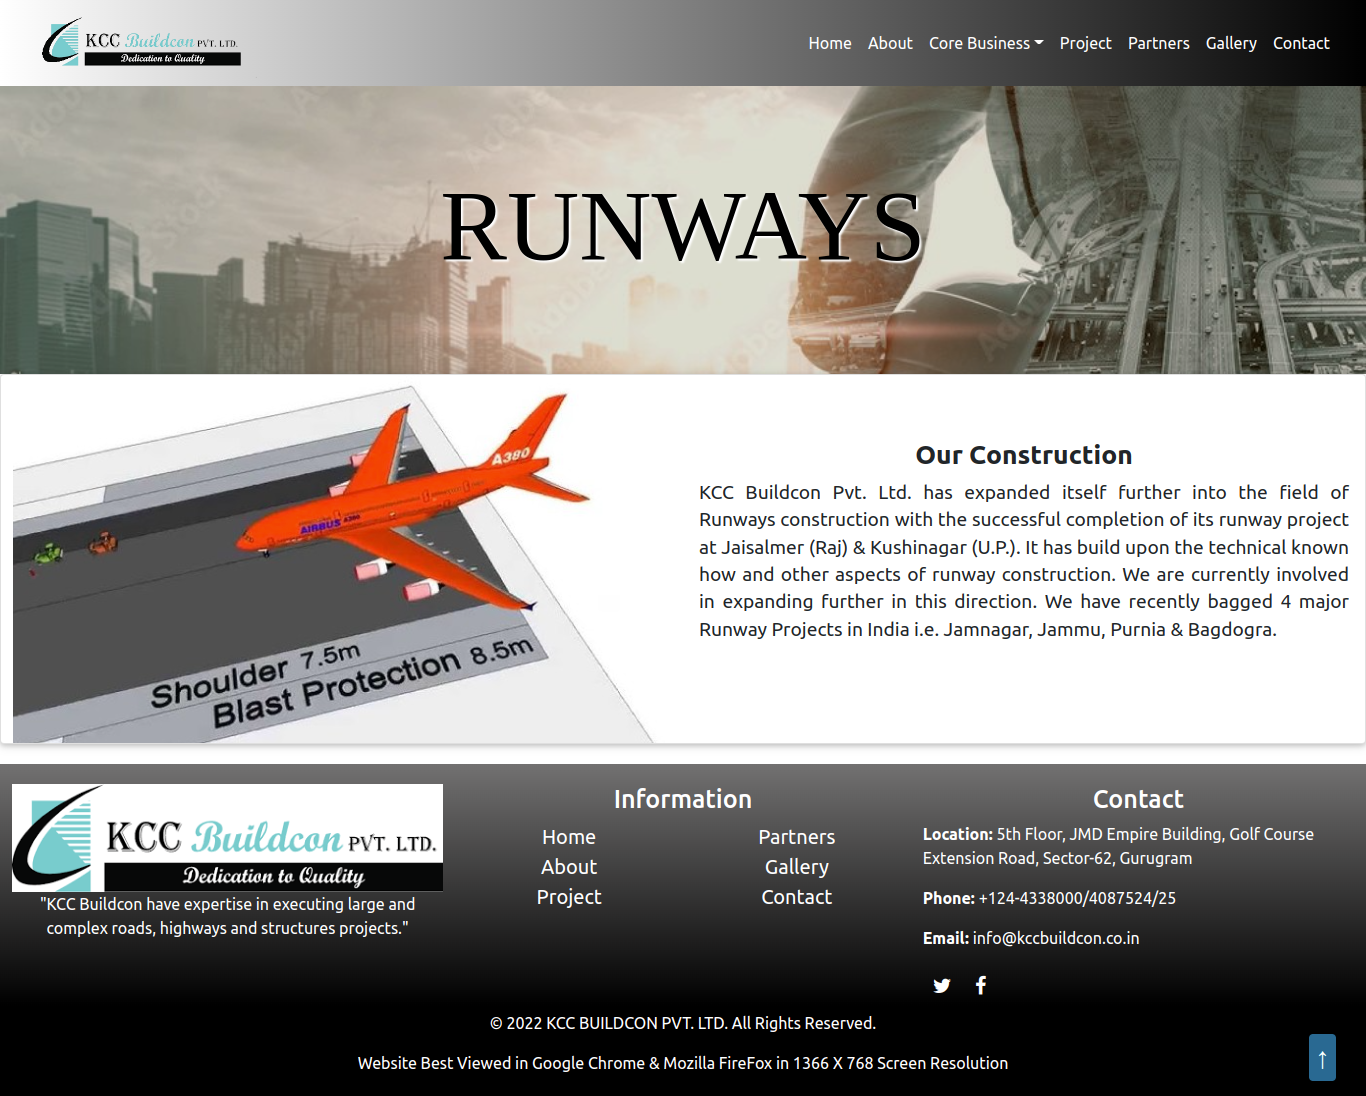 KCC Buildcon PVT. LTD.
Dedication to Quality
Home About Core Business Project Partners Gallery Contact
RUNWAYS
A380
AIRBUS A380
Shoulder 7.5m
Blast Protection 8.5m
Our Construction
KCC Buildcon Pvt. Ltd. has expanded itself further into the field of
Runways construction with the successful completion of its runway project
at Jaisalmer (Raj) & Kushinagar (U.P.). It has build upon the technical known
how and other aspects of runway construction. We are currently involved
in expanding further in this direction. We have recently bagged 4 major
Runway Projects in India i.e. Jamnagar, Jammu, Purnia & Bagdogra.
KCC Buildcon PVT. LTD.
Dedication to Quality
"KCC Buildcon have expertise in executing large and
complex roads, highways and structures projects."
Information
Home
About
Project
Partners
Gallery
Contact
Contact
Location: 5th Floor, JMD Empire Building, Golf Course
Extension Road, Sector-62, Gurugram
Phone: +124-4338000/4087524/25
Email: info@kccbuildcon.co.in
© 2022 KCC BUILDCON PVT. LTD. All Rights Reserved.
Website Best Viewed in Google Chrome & Mozilla FireFox in 1366 X 768 Screen Resolution
↑